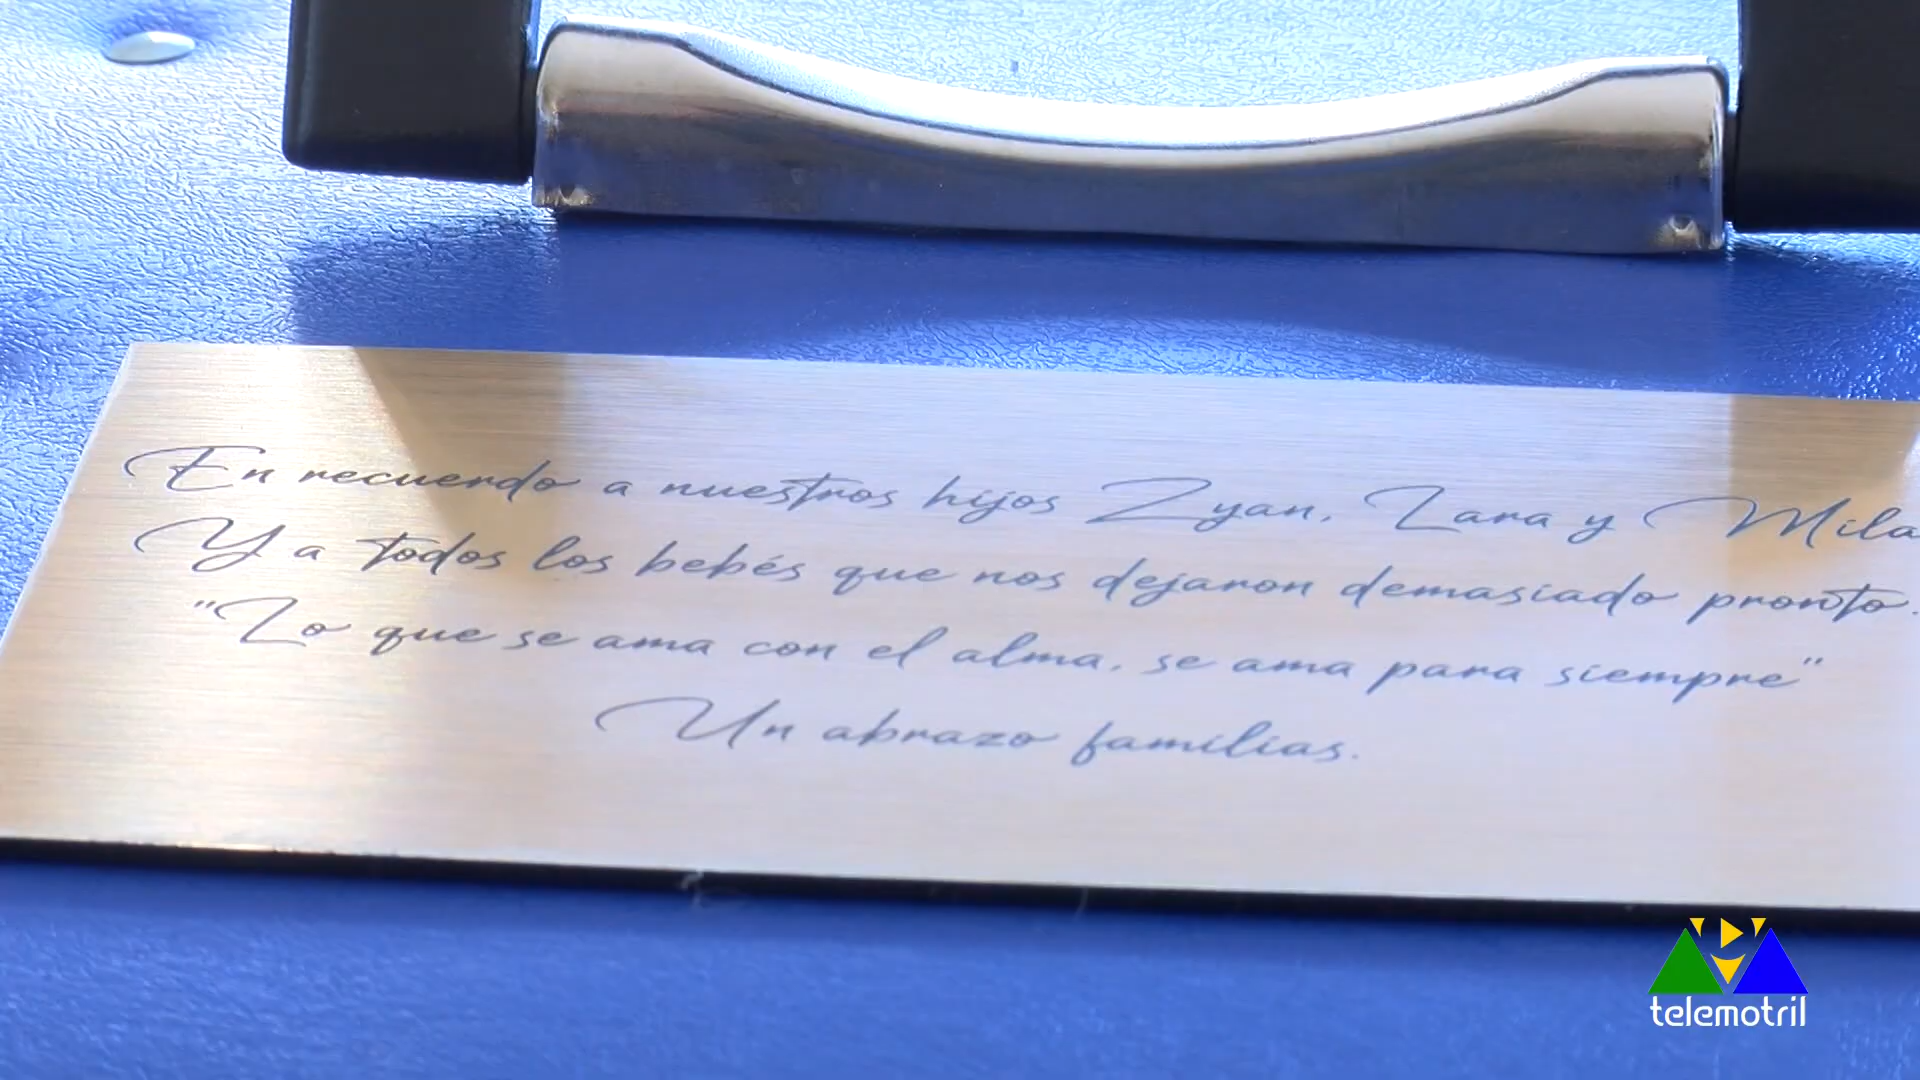 En recuerdo a nuestros hijos Zyan, Lara y Mila
Y a todos los bebés que nos dejaron demasiado pronto.
"Lo que se ama con el alma, se ama para siempre"
Un abrazo familias.
telemotril